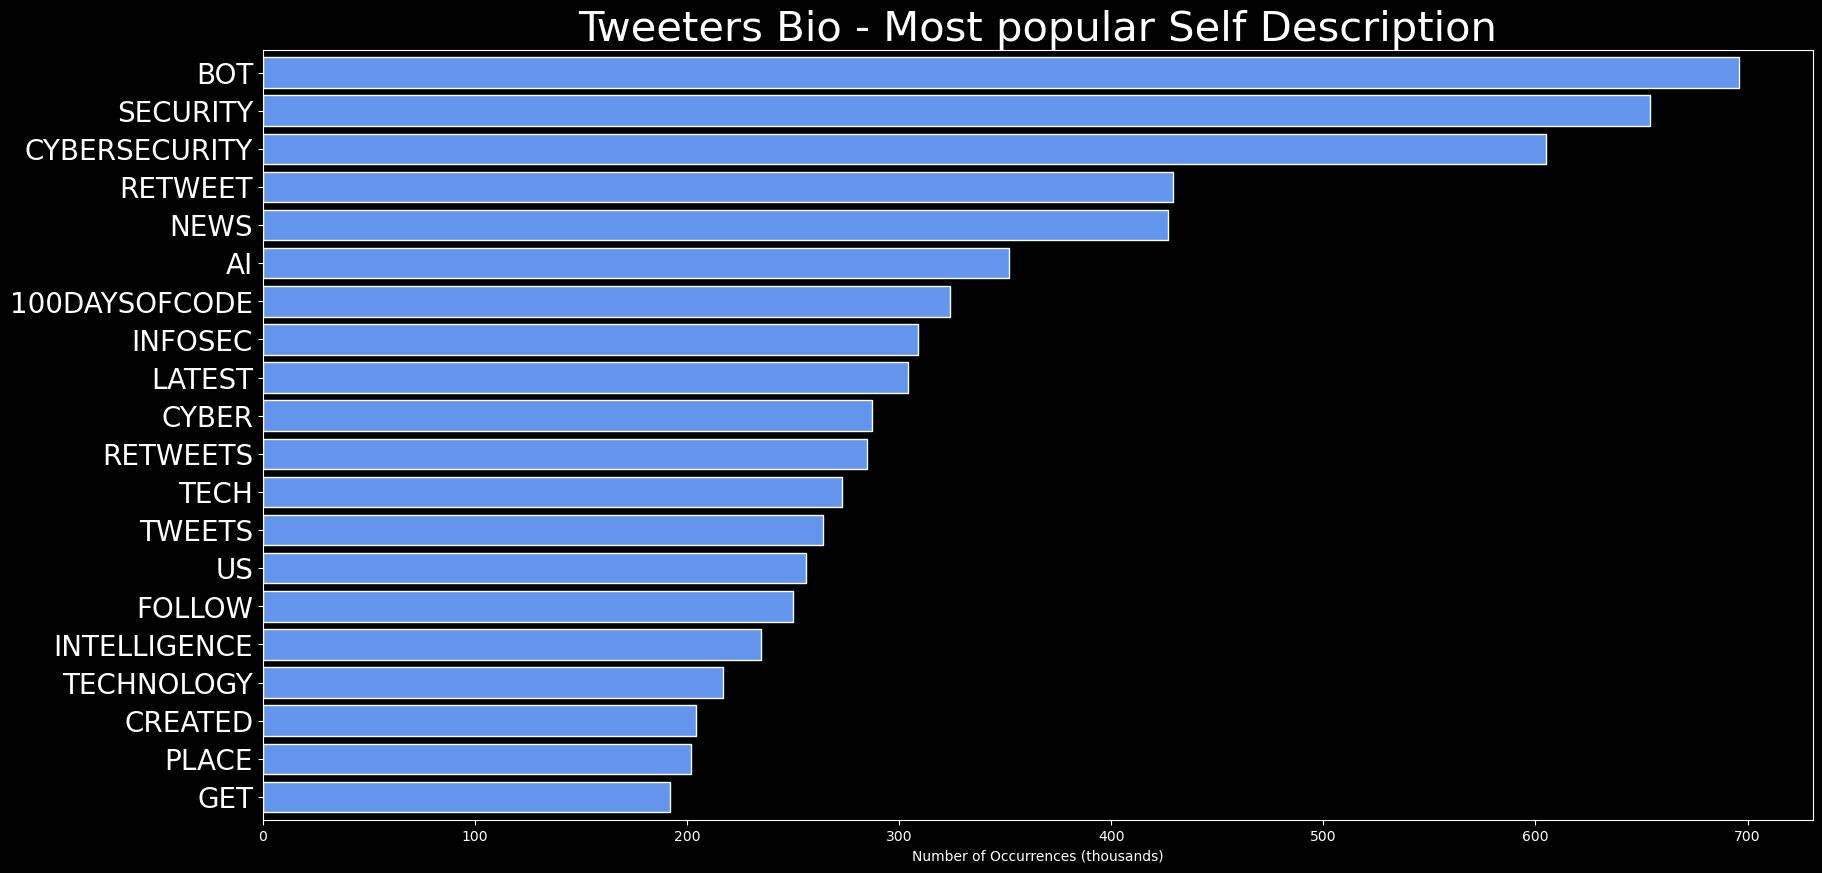 Tweeters Bio - Most popular Self Description
BOT
SECURITY
CYBERSECURITY
RETWEET
NEWS
AI
100DAYSOFCODE
INFOSEC
LATEST
CYBER
RETWEETS
TECH
TWEETS
US
FOLLOW
INTELLIGENCE
TECHNOLOGY
CREATED
PLACE
GET
0 100 200 300 400 500 600 700
Number of Occurrences (thousands)